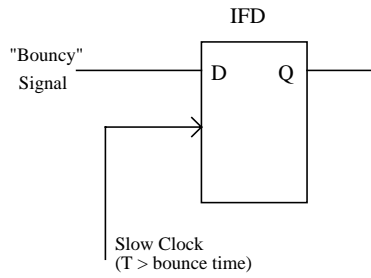 IFD
"Bouncy"
Signal
D
Q
Slow Clock
(T > bounce time)